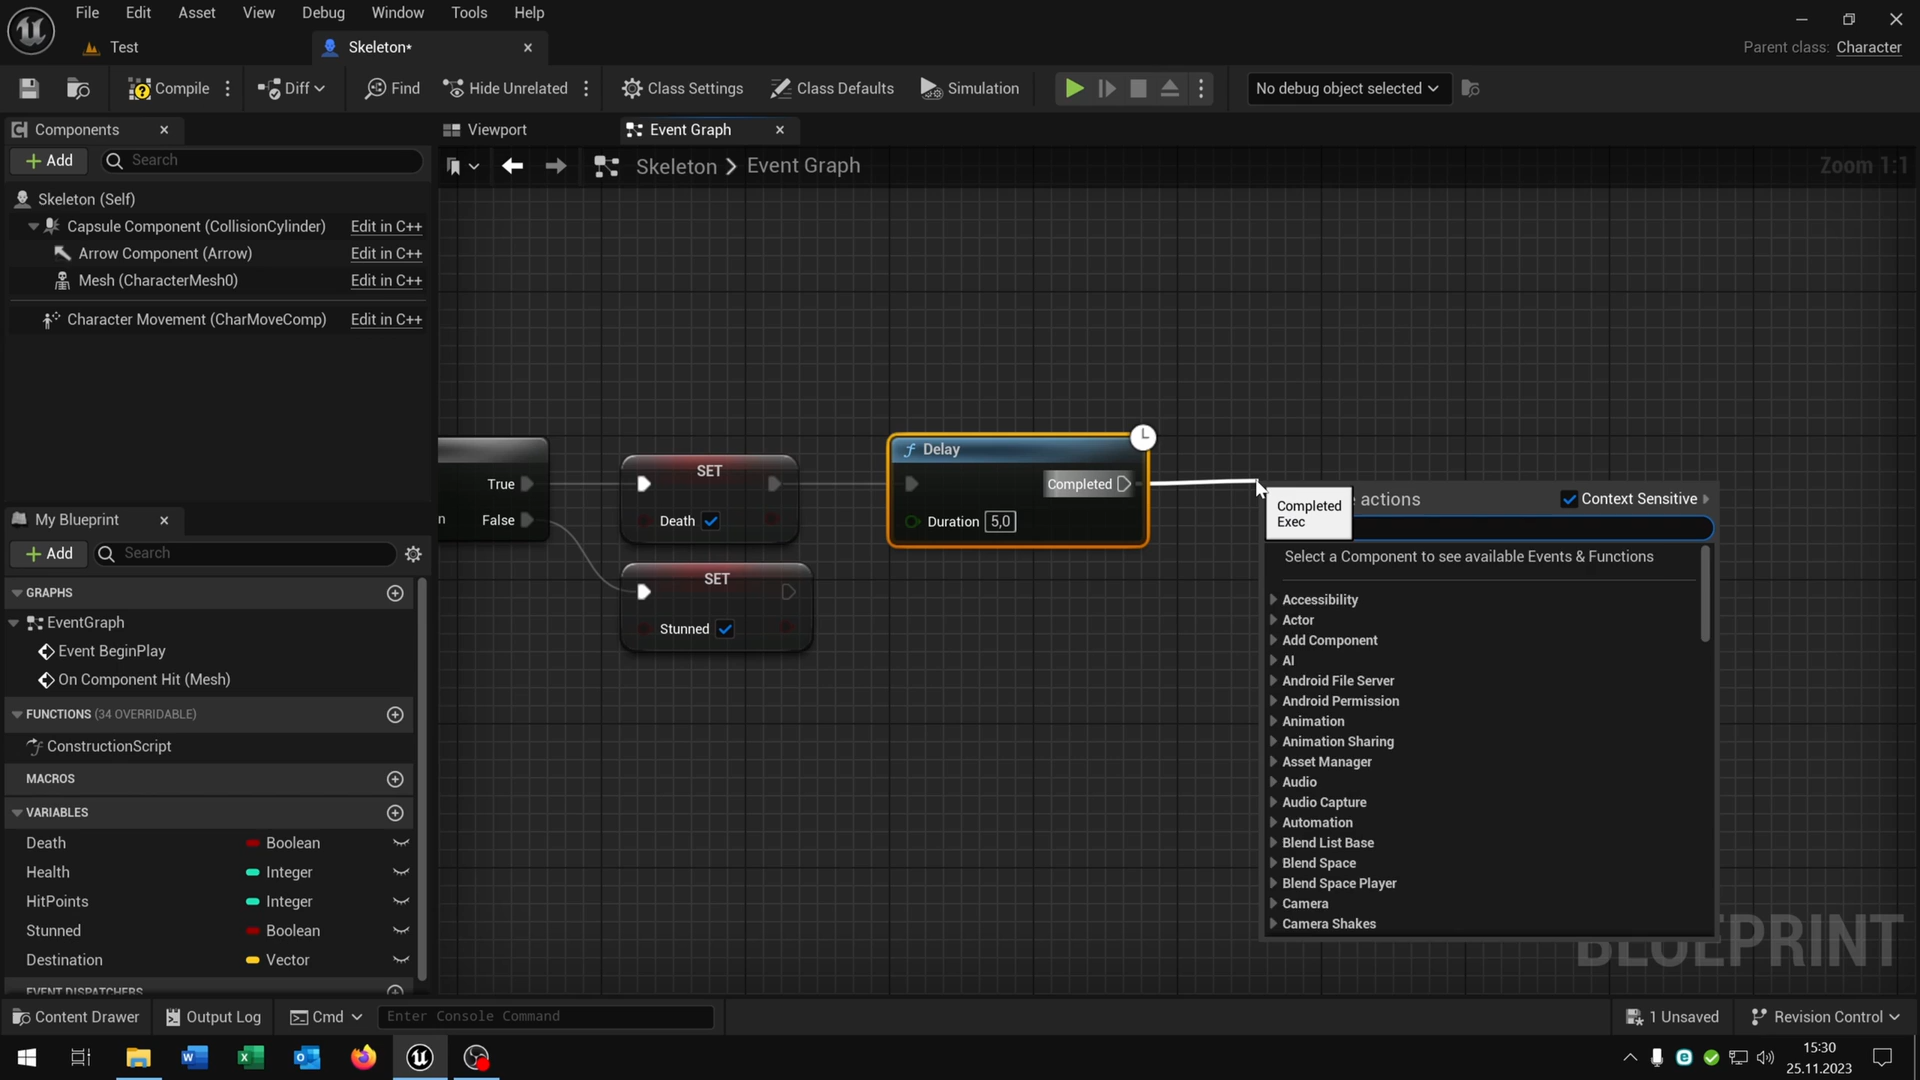 File Edit Asset View Debug Window Tools Help
Test
Skeleton*
Parent class: Character
Compile
Diff
Find
Hide Unrelated
Class Settings
Class Defaults
Simulation
No debug object selected
Components
Viewport
Event Graph
Add
Search
Skeleton > Event Graph
Zoom 1:1
Skeleton (Self)
Capsule Component (CollisionCylinder) Edit in C++
Arrow Component (Arrow) Edit in C++
Mesh (CharacterMesh0) Edit in C++
Character Movement (CharMoveComp) Edit in C++
True
False
n
SET
Death
SET
Stunned
Delay
Completed
Duration 5,0
Completed
Exec
actions
Context Sensitive
Select a Component to see available Events & Functions
Accessibility
Actor
Add Component
AI
Android File Server
Android Permission
Animation
Animation Sharing
Asset Manager
Audio
Audio Capture
Automation
Blend List Base
Blend Space
Blend Space Player
Camera
Camera Shakes
BLUEPRINT
My Blueprint
Add
Search
GRAPHS
EventGraph
Event BeginPlay
On Component Hit (Mesh)
FUNCTIONS (34 OVERRIDABLE)
ConstructionScript
MACROS
VARIABLES
Death Boolean
Health Integer
HitPoints Integer
Stunned Boolean
Destination Vector
EVENT DISPATCHERS
Content Drawer
Output Log
Cmd
Enter Console Command
1 Unsaved
Revision Control
15:30
25.11.2023